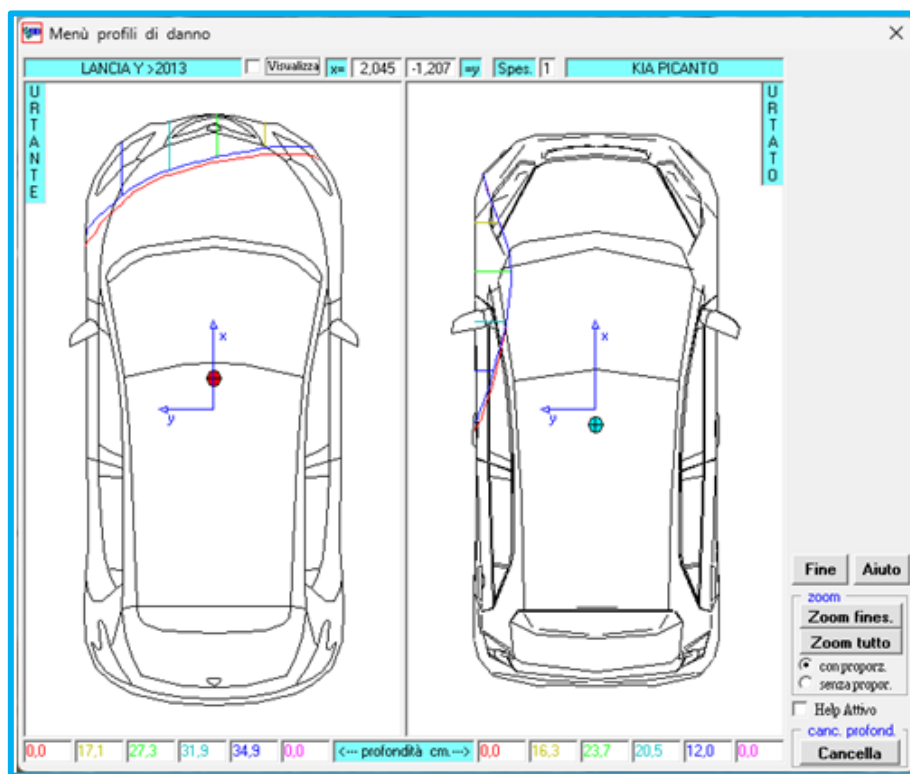 Menù profili di danno
LANCIA Y >2013 Visualizza x= 2,045 -1,207 =y Spes. 1 KIA PICANTO
URTANTE
URTATO
x
y
x
y
Fine Aiuto
zoom
Zoom fines.
Zoom tutto
con proporz.
senza propor.
Help Attivo
canc. profond.
Cancella
0,0 17,1 27,3 31,9 34,9 0,0 <--- profondità cm.---> 0,0 16,3 23,7 20,5 12,0 0,0